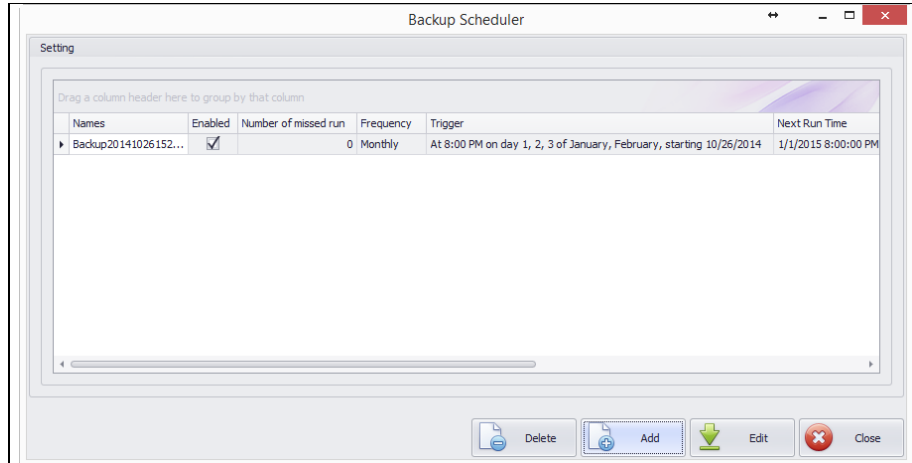 Backup Scheduler
Setting
Drag a column header here to group by that column
Names Enabled Number of missed run Frequency Trigger Next Run Time
Backup20141026152... 0 Monthly At 8:00 PM on day 1, 2, 3 of January, February, starting 10/26/2014 1/1/2015 8:00:00 PM
Delete Add Edit Close